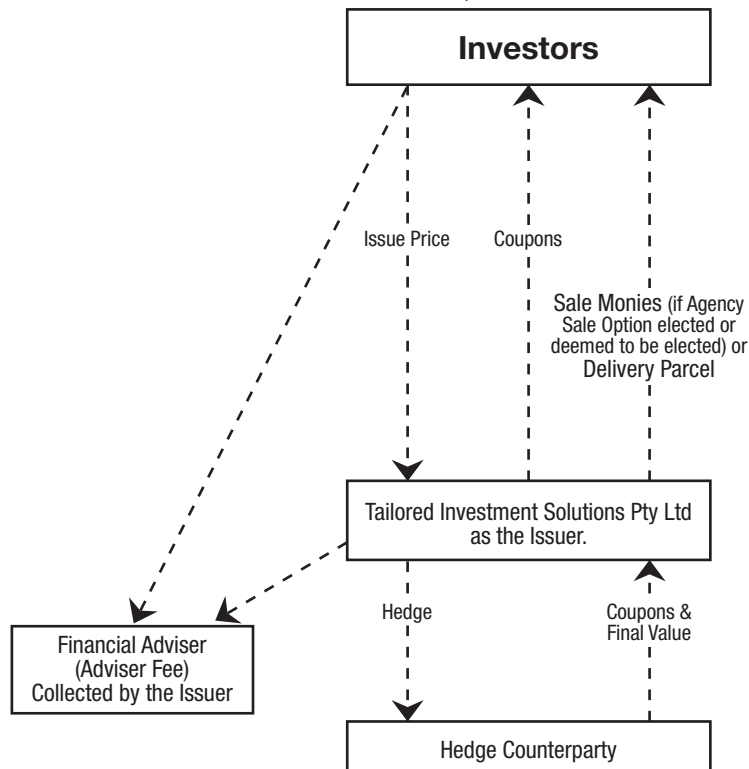 Investors
Issue Price
Coupons
Sale Monies (if Agency
Sale Option elected or
deemed to be elected) or
Delivery Parcel
Tailored Investment Solutions Pty Ltd
as the Issuer.
Hedge
Coupons &
Final Value
Financial Adviser
(Adviser Fee)
Collected by the Issuer
Hedge Counterparty